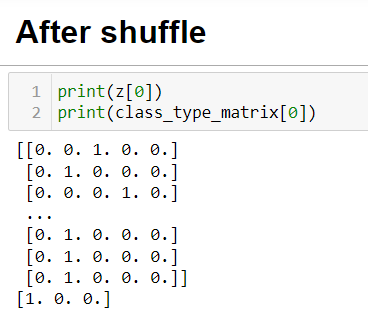 After shuffle
1 print(z[0])
2 print(class_type_matrix[0])
[[0. 0. 1. 0. 0.]
[0. 1. 0. 0. 0.]
[0. 0. 0. 1. 0.]
...
[0. 1. 0. 0. 0.]
[0. 1. 0. 0. 0.]
[0. 1. 0. 0. 0.]]
[1. 0. 0.]